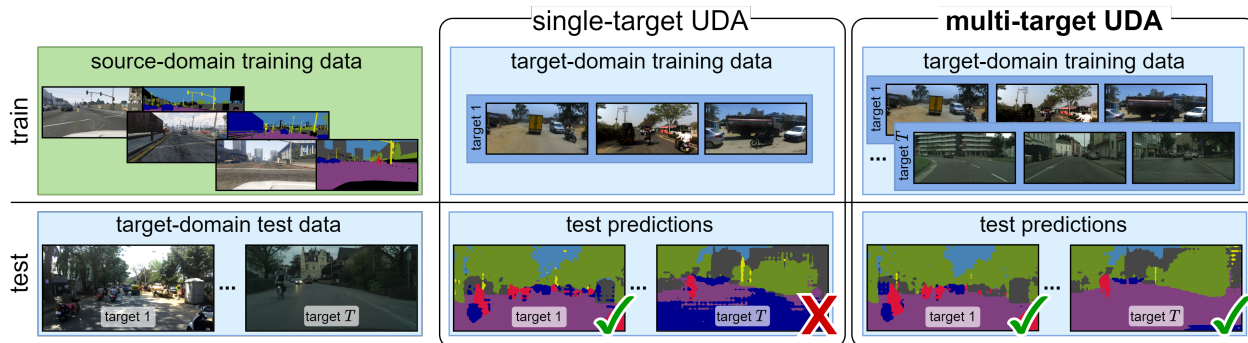 single-target UDA
multi-target UDA
train
source-domain training data
target-domain training data
target 1
target-domain training data
target 1
...
target T
test
target-domain test data
target 1
...
target T
test predictions
target 1
...
target T
test predictions
target 1
...
target T